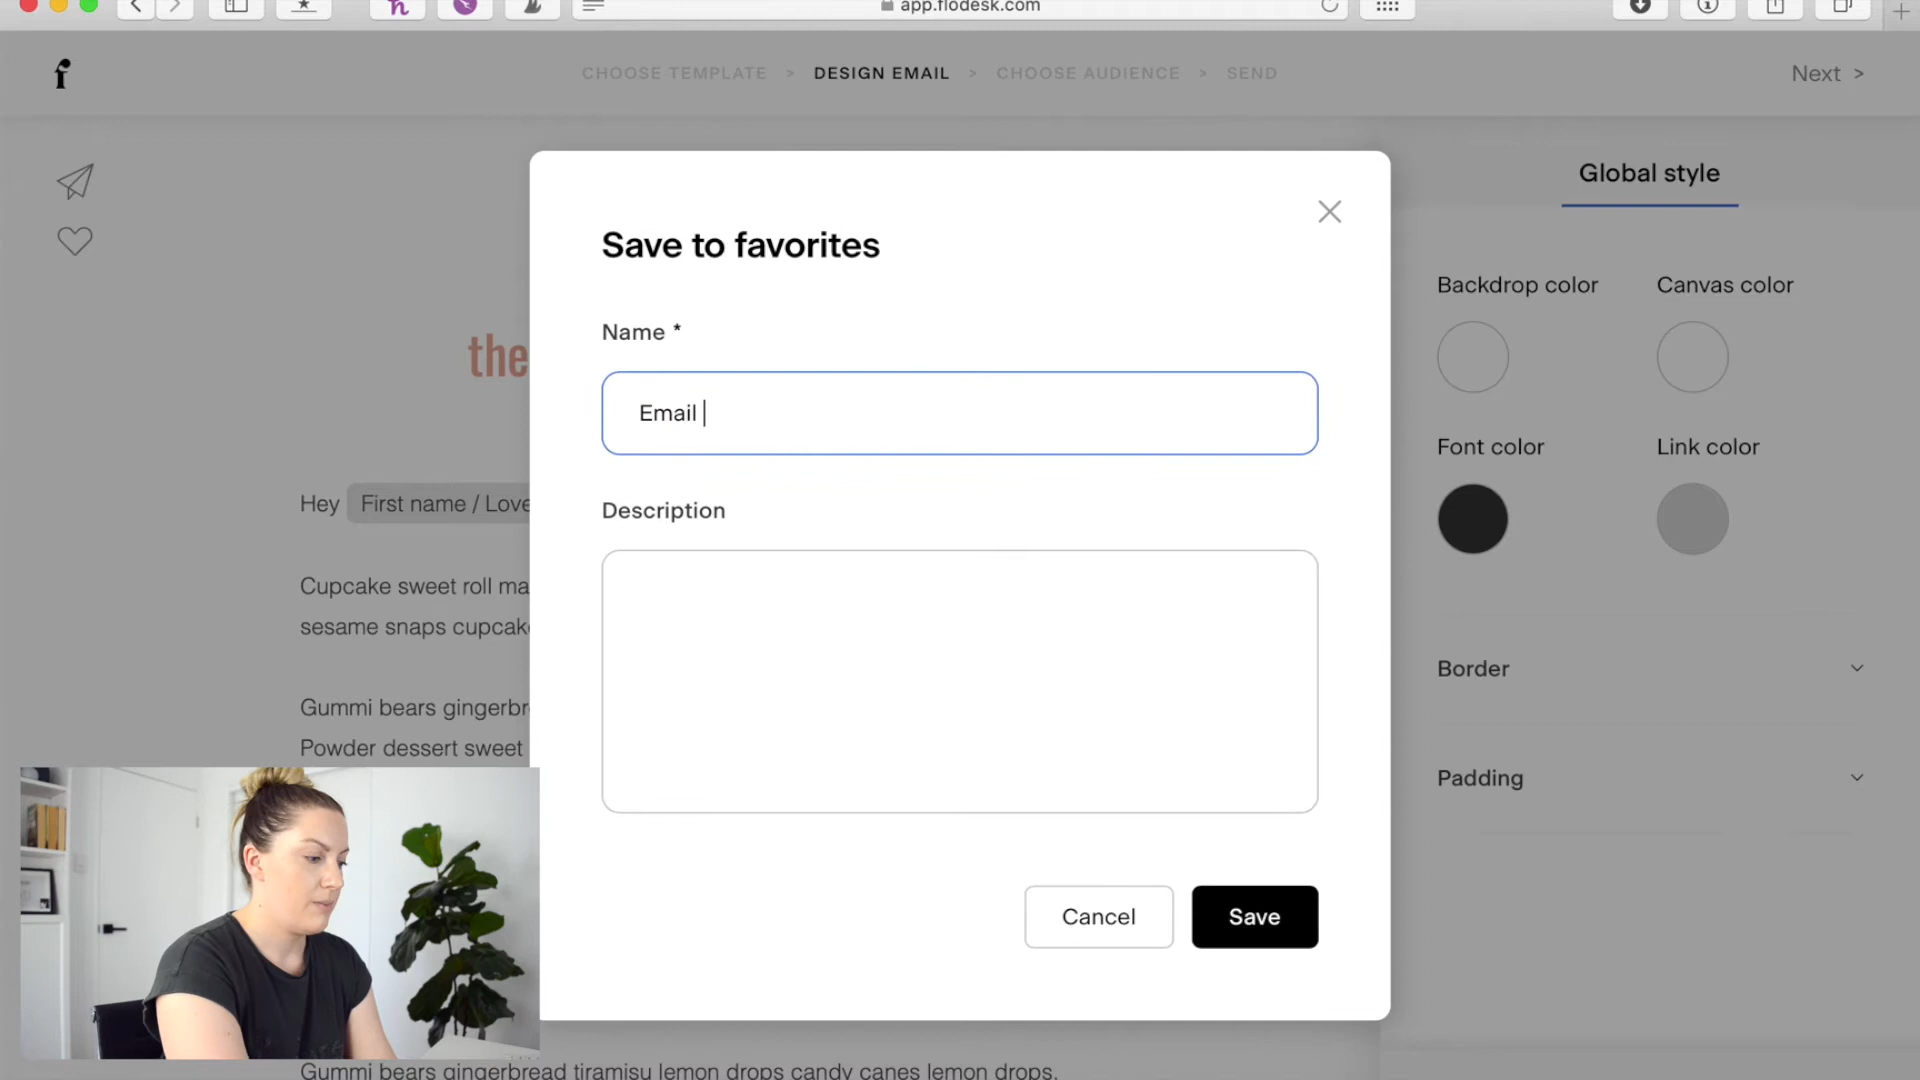 app.flodesk.com
f
CHOOSE TEMPLATE > DESIGN EMAIL > CHOOSE AUDIENCE > SEND
Next >
Global style
Save to favorites
Name *
Email
Description
Cancel
Save
Backdrop color
Canvas color
Font color
Link color
Border
Padding
the
Hey First name / Love
Cupcake sweet roll ma
sesame snaps cupcake
Gummi bears gingerbr
Powder dessert sweet
Gummi bears gingerbread tiramisu lemon drops candy canes lemon drops.